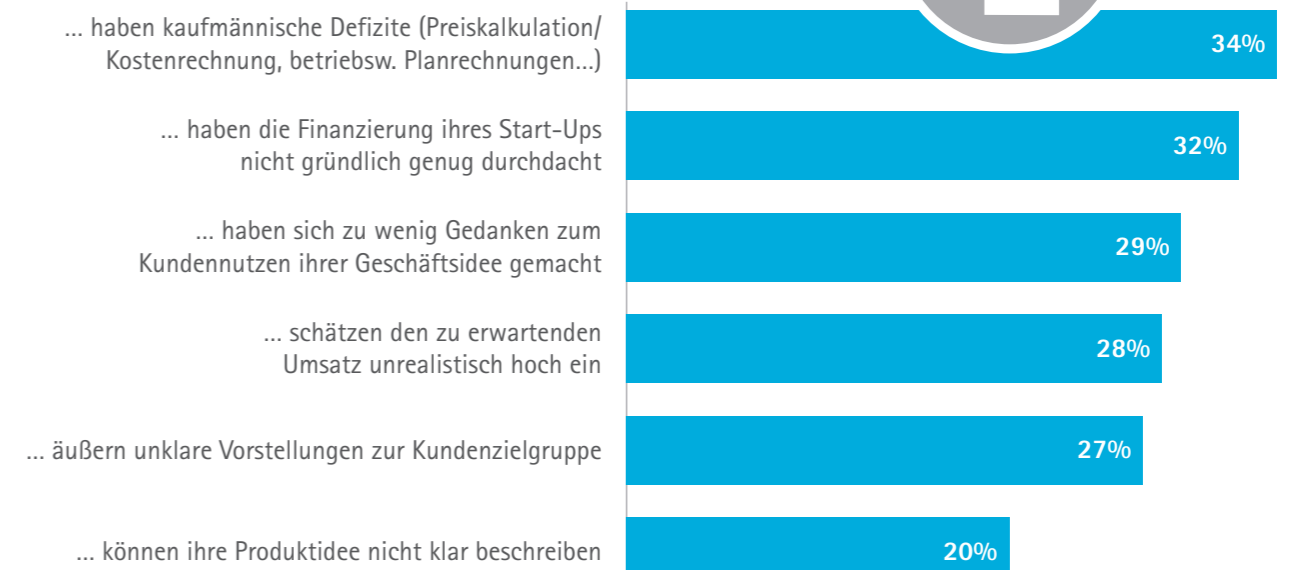 ... haben kaufmännische Defizite (Preiskalkulation/
Kostenrechnung, betriebsw. Planrechnungen...)
34%
... haben die Finanzierung ihres Start-Ups
nicht gründlich genug durchdacht
32%
... haben sich zu wenig Gedanken zum
Kundennutzen ihrer Geschäftsidee gemacht
29%
... schätzen den zu erwartenden
Umsatz unrealistisch hoch ein
28%
... äußern unklare Vorstellungen zur Kundenzielgruppe
27%
... können ihre Produktidee nicht klar beschreiben
20%